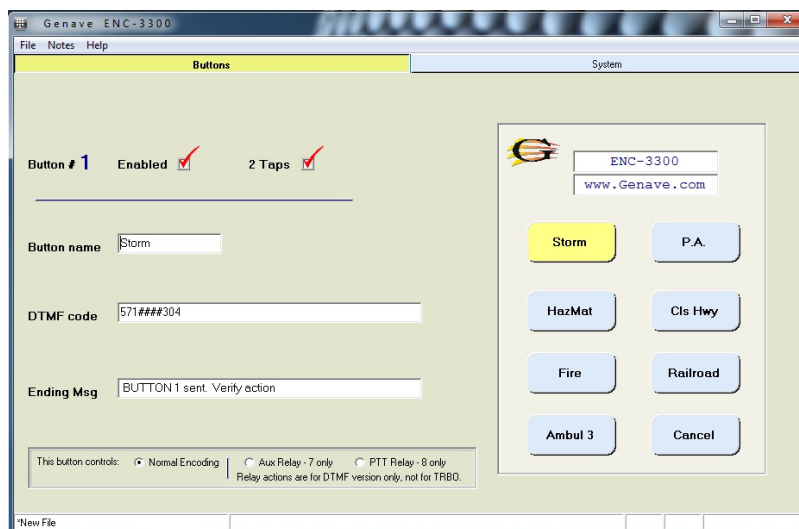 Genave ENC-3300
File Notes Help
Buttons
System
Button # 1 Enabled 2 Taps
Button name Storm
DTMF code 571####304
Ending Msg BUTTON 1 sent. Verify action
This button controls: Normal Encoding Aux Relay - 7 only PTT Relay - 8 only
Relay actions are for DTMF version only, not for TRBO.
G
ENC-3300
www.Genave.com
Storm P.A.
HazMat Cls Hwy
Fire Railroad
Ambul 3 Cancel
*New File